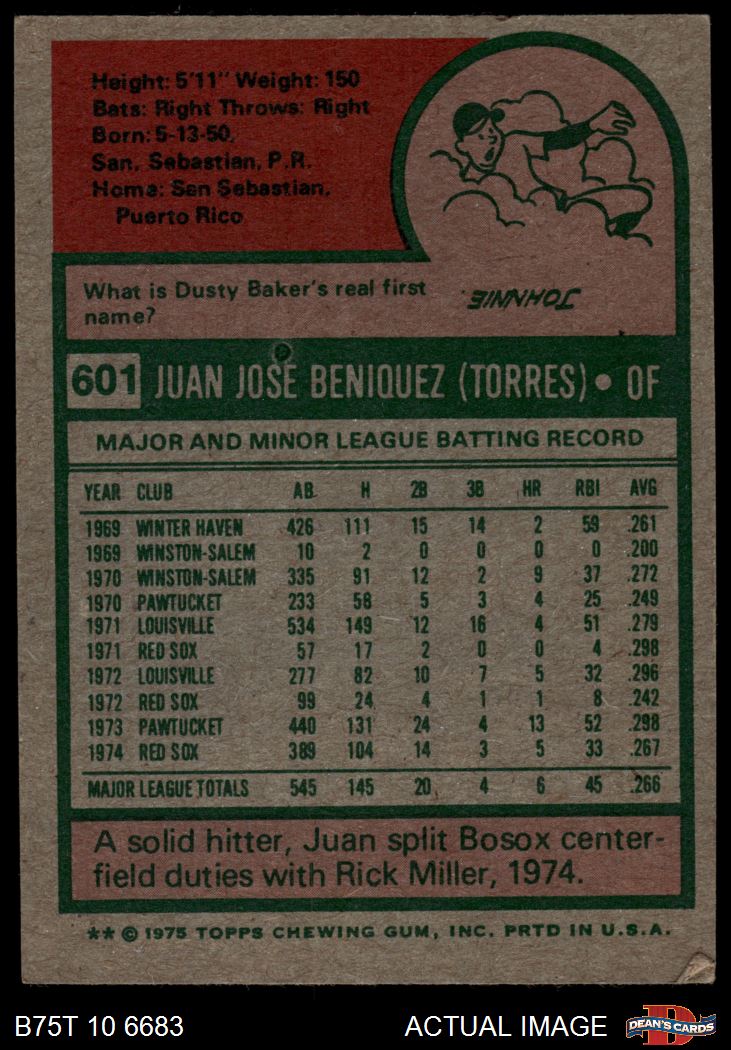 Height: 5'11" Weight: 150
Bats: Right Throws: Right
Born: 5-13-50,
San, Sebastian, P.R.
Home: San Sebastian,
Puerto Rico
What is Dusty Baker's real first
name?
JOHNNIE
601 JUAN JOSÉ BENIQUEZ (TORRES) • OF
MAJOR AND MINOR LEAGUE BATTING RECORD
YEAR CLUB AB H 2B 3B HR RBI AVG
1969 WINTER HAVEN 426 111 15 14 2 59 .261
1969 WINSTON-SALEM 10 2 0 0 0 0 .200
1970 WINSTON-SALEM 335 91 12 2 9 37 .272
1970 PAWTUCKET 233 58 5 3 4 25 .249
1971 LOUISVILLE 534 149 12 16 4 51 .279
1971 RED SOX 57 17 2 0 0 4 .298
1972 LOUISVILLE 277 82 10 7 5 32 .296
1972 RED SOX 99 24 4 1 1 8 .242
1973 PAWTUCKET 440 131 24 4 13 52 .298
1974 RED SOX 389 104 14 3 5 33 .267
MAJOR LEAGUE TOTALS 545 145 20 4 6 45 .266
A solid hitter, Juan split Bosox center-
field duties with Rick Miller, 1974.
** © 1975 TOPPS CHEWING GUM, INC. PRTD IN U.S.A.
B75T 10 6683 ACTUAL IMAGE D DEAN'S CARDS